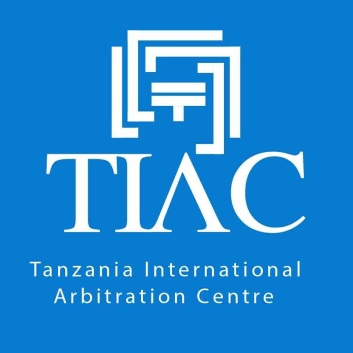 TIAC
Tanzania International
Arbitration Centre